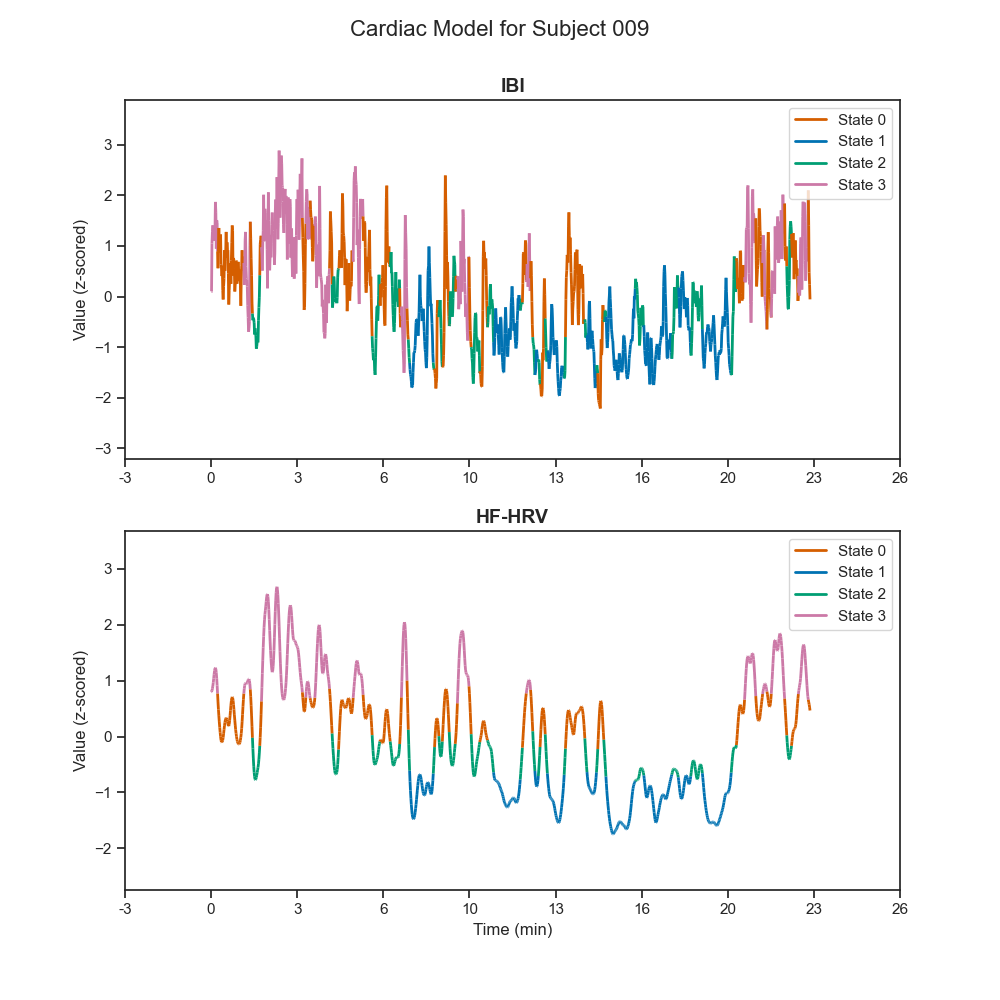 Cardiac Model for Subject 009
IBI
Value (z-scored)
3
2
1
0
−1
−2
−3
State 0
State 1
State 2
State 3
-3 0 3 6 10 13 16 20 23 26
HF-HRV
Value (z-scored)
3
2
1
0
−1
−2
State 0
State 1
State 2
State 3
-3 0 3 6 10 13 16 20 23 26
Time (min)